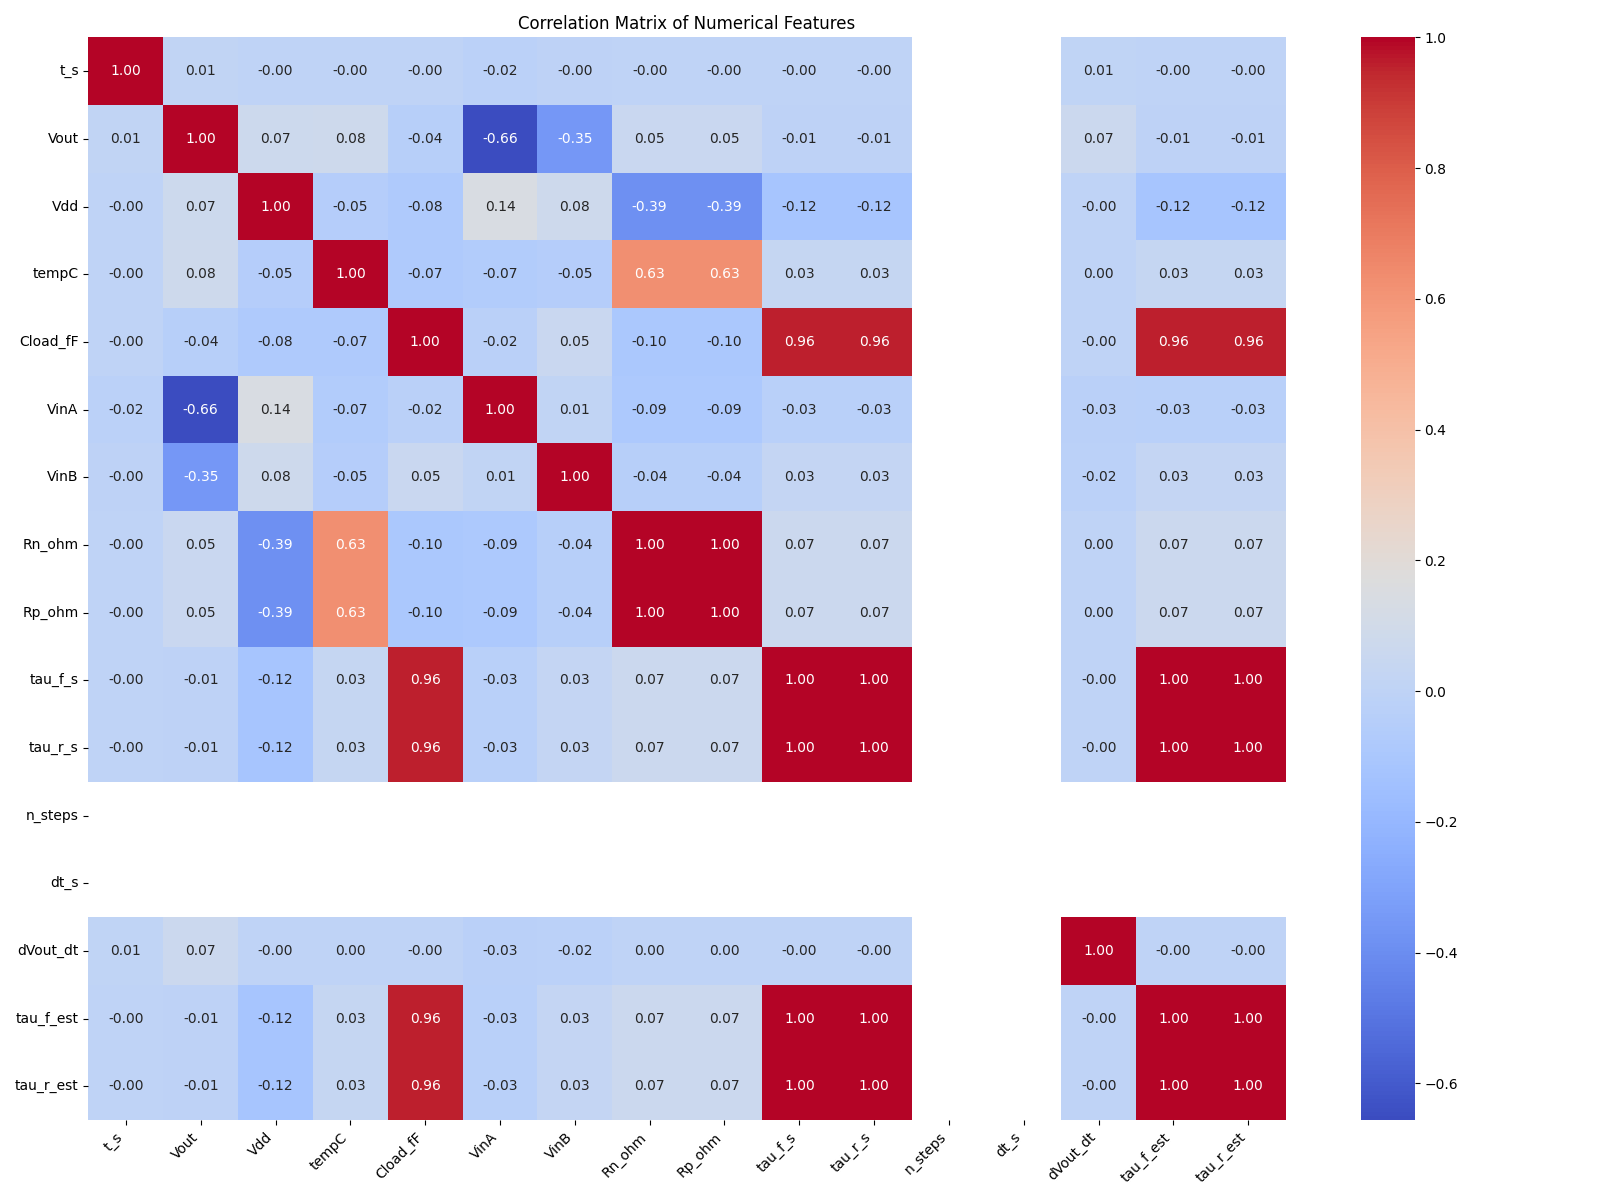 Correlation Matrix of Numerical Features
t_s 1.00 0.01 -0.00 -0.00 -0.00 -0.02 -0.00 -0.00 -0.00 -0.00 -0.00 0.01 -0.00 -0.00
Vout 0.01 1.00 0.07 0.08 -0.04 -0.66 -0.35 0.05 0.05 -0.01 -0.01 0.07 -0.01 -0.01
Vdd -0.00 0.07 1.00 -0.05 -0.08 0.14 0.08 -0.39 -0.39 -0.12 -0.12 -0.00 -0.12 -0.12
tempC -0.00 0.08 -0.05 1.00 -0.07 -0.07 -0.05 0.63 0.63 0.03 0.03 0.00 0.03 0.03
Cload_fF -0.00 -0.04 -0.08 -0.07 1.00 -0.02 0.05 -0.10 -0.10 0.96 0.96 -0.00 0.96 0.96
VinA -0.02 -0.66 0.14 -0.07 -0.02 1.00 0.01 -0.09 -0.09 -0.03 -0.03 -0.03 -0.03 -0.03
VinB -0.00 -0.35 0.08 -0.05 0.05 0.01 1.00 -0.04 -0.04 0.03 0.03 -0.02 0.03 0.03
Rn_ohm -0.00 0.05 -0.39 0.63 -0.10 -0.09 -0.04 1.00 1.00 0.07 0.07 0.00 0.07 0.07
Rp_ohm -0.00 0.05 -0.39 0.63 -0.10 -0.09 -0.04 1.00 1.00 0.07 0.07 0.00 0.07 0.07
tau_f_s -0.00 -0.01 -0.12 0.03 0.96 -0.03 0.03 0.07 0.07 1.00 1.00 -0.00 1.00 1.00
tau_r_s -0.00 -0.01 -0.12 0.03 0.96 -0.03 0.03 0.07 0.07 1.00 1.00 -0.00 1.00 1.00
n_steps
dt_s
dVout_dt 0.01 0.07 -0.00 0.00 -0.00 -0.03 -0.02 0.00 0.00 -0.00 -0.00 1.00 -0.00 -0.00
tau_f_est -0.00 -0.01 -0.12 0.03 0.96 -0.03 0.03 0.07 0.07 1.00 1.00 -0.00 1.00 1.00
tau_r_est -0.00 -0.01 -0.12 0.03 0.96 -0.03 0.03 0.07 0.07 1.00 1.00 -0.00 1.00 1.00
t_s Vout Vdd tempC Cload_fF VinA VinB Rn_ohm Rp_ohm tau_f_s tau_r_s n_steps dt_s dVout_dt tau_f_est tau_r_est
1.0
0.8
0.6
0.4
0.2
0.0
−0.2
−0.4
−0.6